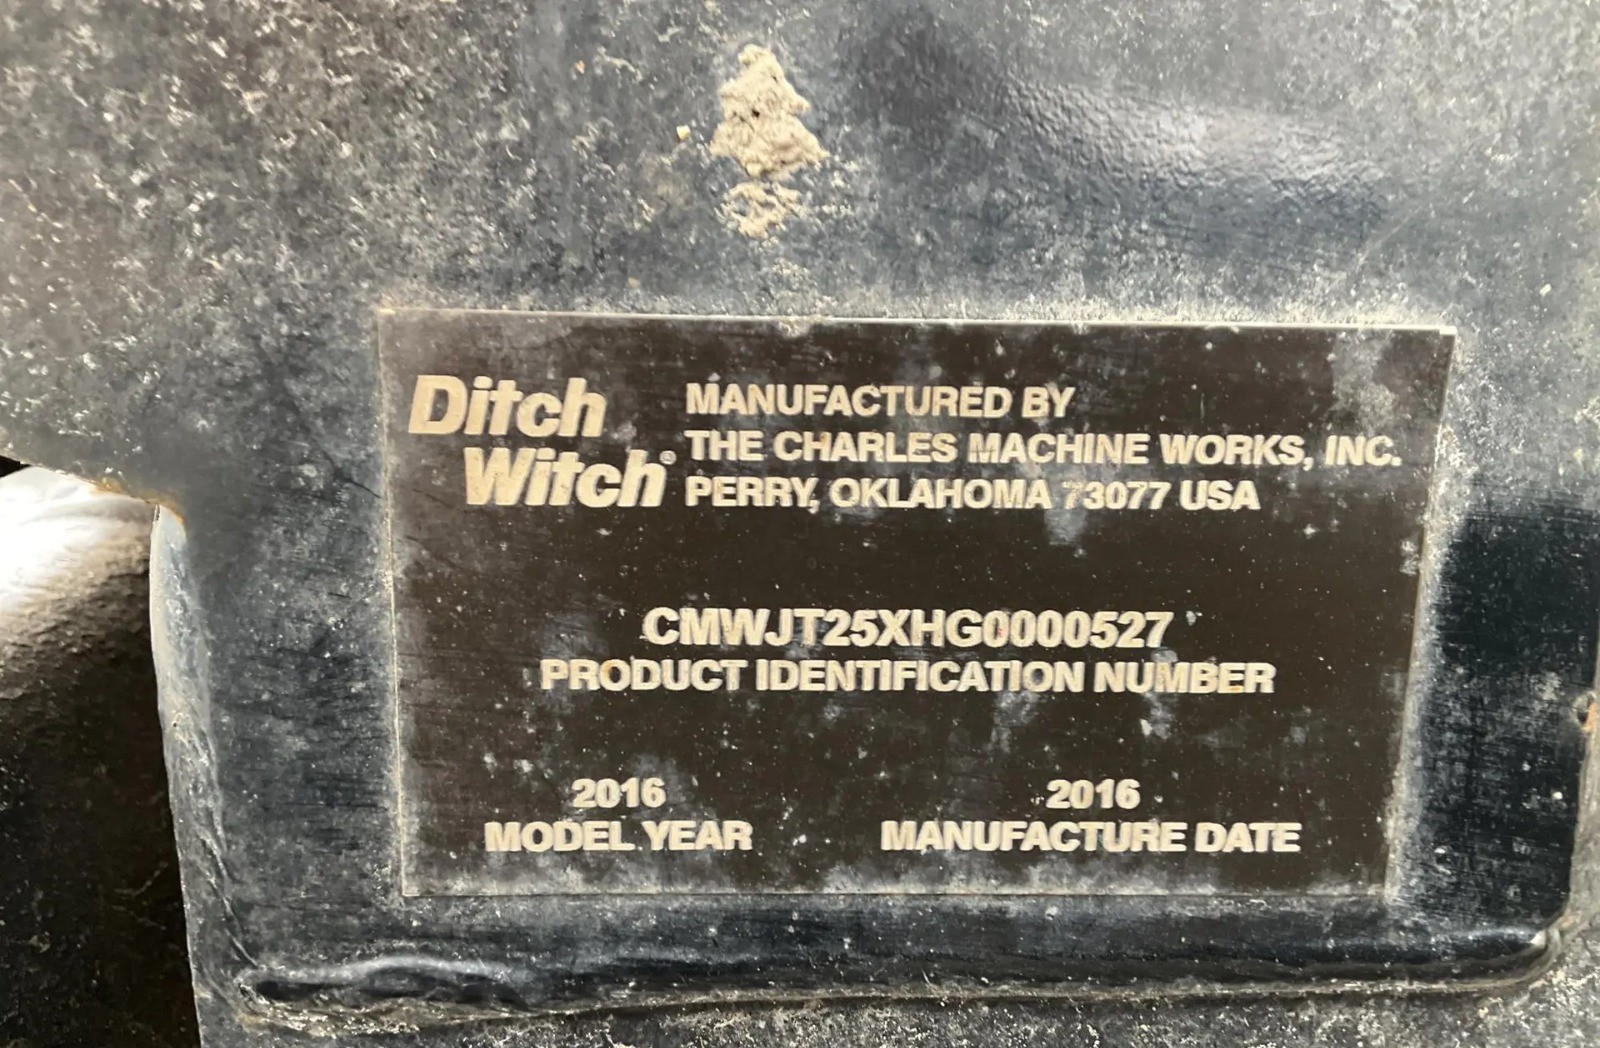 Ditch Witch®
MANUFACTURED BY
THE CHARLES MACHINE WORKS, INC.
PERRY, OKLAHOMA 73077 USA
CMWJT25XHG0000527
PRODUCT IDENTIFICATION NUMBER
2016
MODEL YEAR
2016
MANUFACTURE DATE